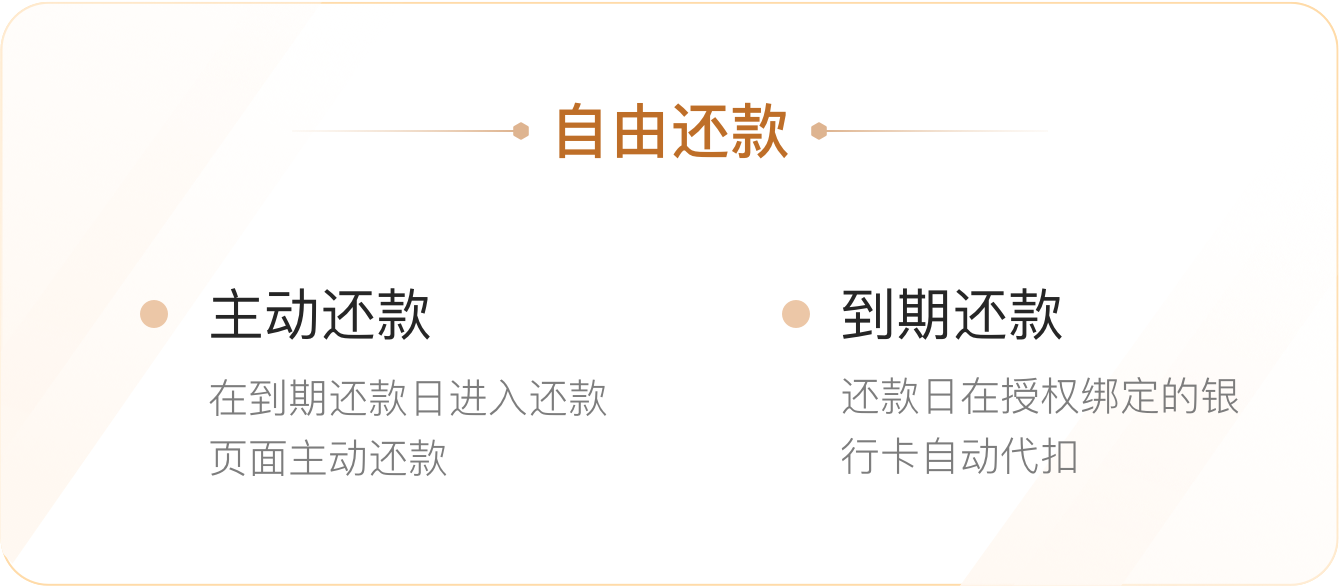 自由还款
主动还款
在到期还款日进入还款
页面主动还款
到期还款
还款日在授权绑定的银
行卡自动代扣